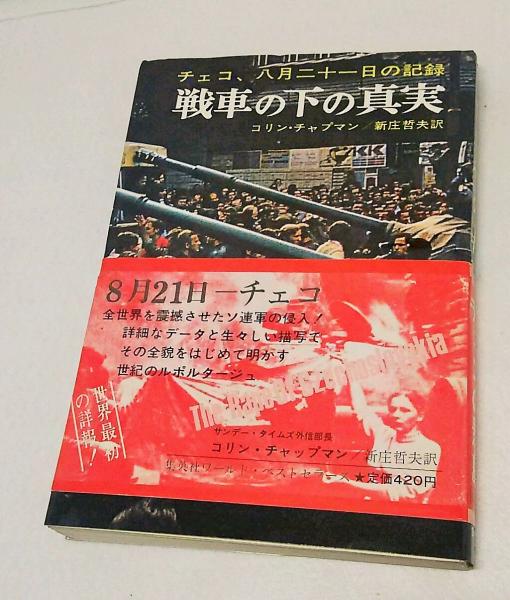 チェコ、八月二十一日の記録
戦車の下の真実
コリン・チャプマン／新庄哲夫訳
KK
8月21日―チェコ
全世界を震撼させたソ連軍の侵入！
詳細なデータと生々しい描写で
その全貌をはじめて明かす
世紀のルポルタージュ
The Rape of Czechoslovakia
世界最初
の詳報！
サンデー・タイムズ外信部長
コリン・チャップマン／新庄哲夫訳
集英社ワールド・ベストセラーズ★定価420円